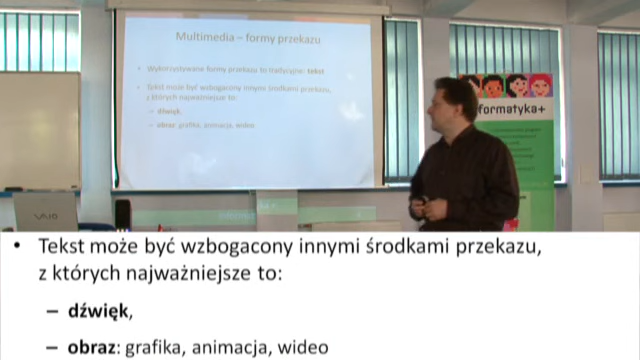 Multimedia – formy przekazu
• Wykorzystywane formy przekazu to tradycyjne: tekst
• Tekst może być wzbogacony innymi środkami przekazu,
z których najważniejsze to:
– dźwięk,
– obraz: grafika, animacja, wideo
formatyka+
VAIO
• Tekst może być wzbogacony innymi środkami przekazu,
z których najważniejsze to:
– dźwięk,
– obraz: grafika, animacja, wideo